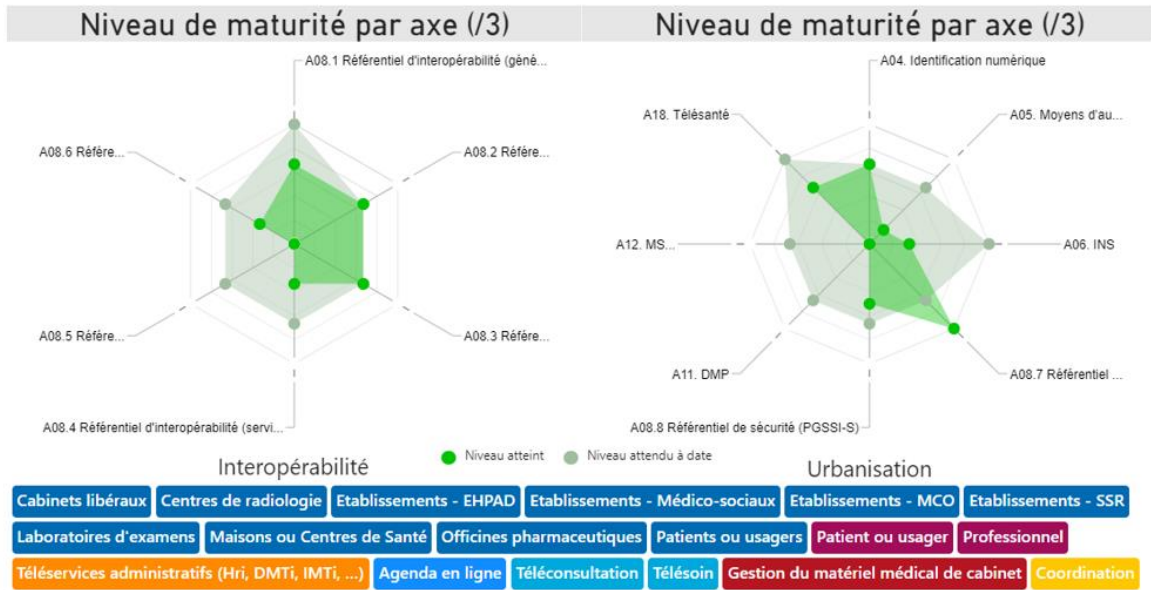 Niveau de maturité par axe (/3)
Niveau de maturité par axe (/3)
A08.1 Référentiel d'interopérabilité (géné...
A08.6 Référe...
A08.2 Référe...
A08.5 Référe...
A08.3 Référe...
A08.4 Référentiel d'interopérabilité (servi...
A04. Identification numérique
A18. Télésanté
A05. Moyens d'au...
A12. MS...
A06. INS
A11. DMP
A08.7 Référentiel ...
A08.8 Référentiel de sécurité (PGSSI-S)
Niveau atteint
Niveau attendu à date
Interopérabilité
Urbanisation
Cabinets libéraux Centres de radiologie Etablissements - EHPAD Etablissements - Médico-sociaux Etablissements - MCO Etablissements - SSR
Laboratoires d'examens Maisons ou Centres de Santé Officines pharmaceutiques Patients ou usagers Patient ou usager Professionnel
Téléservices administratifs (Hri, DMTi, IMTi, ...) Agenda en ligne Téléconsultation Télésoin Gestion du matériel médical de cabinet Coordination